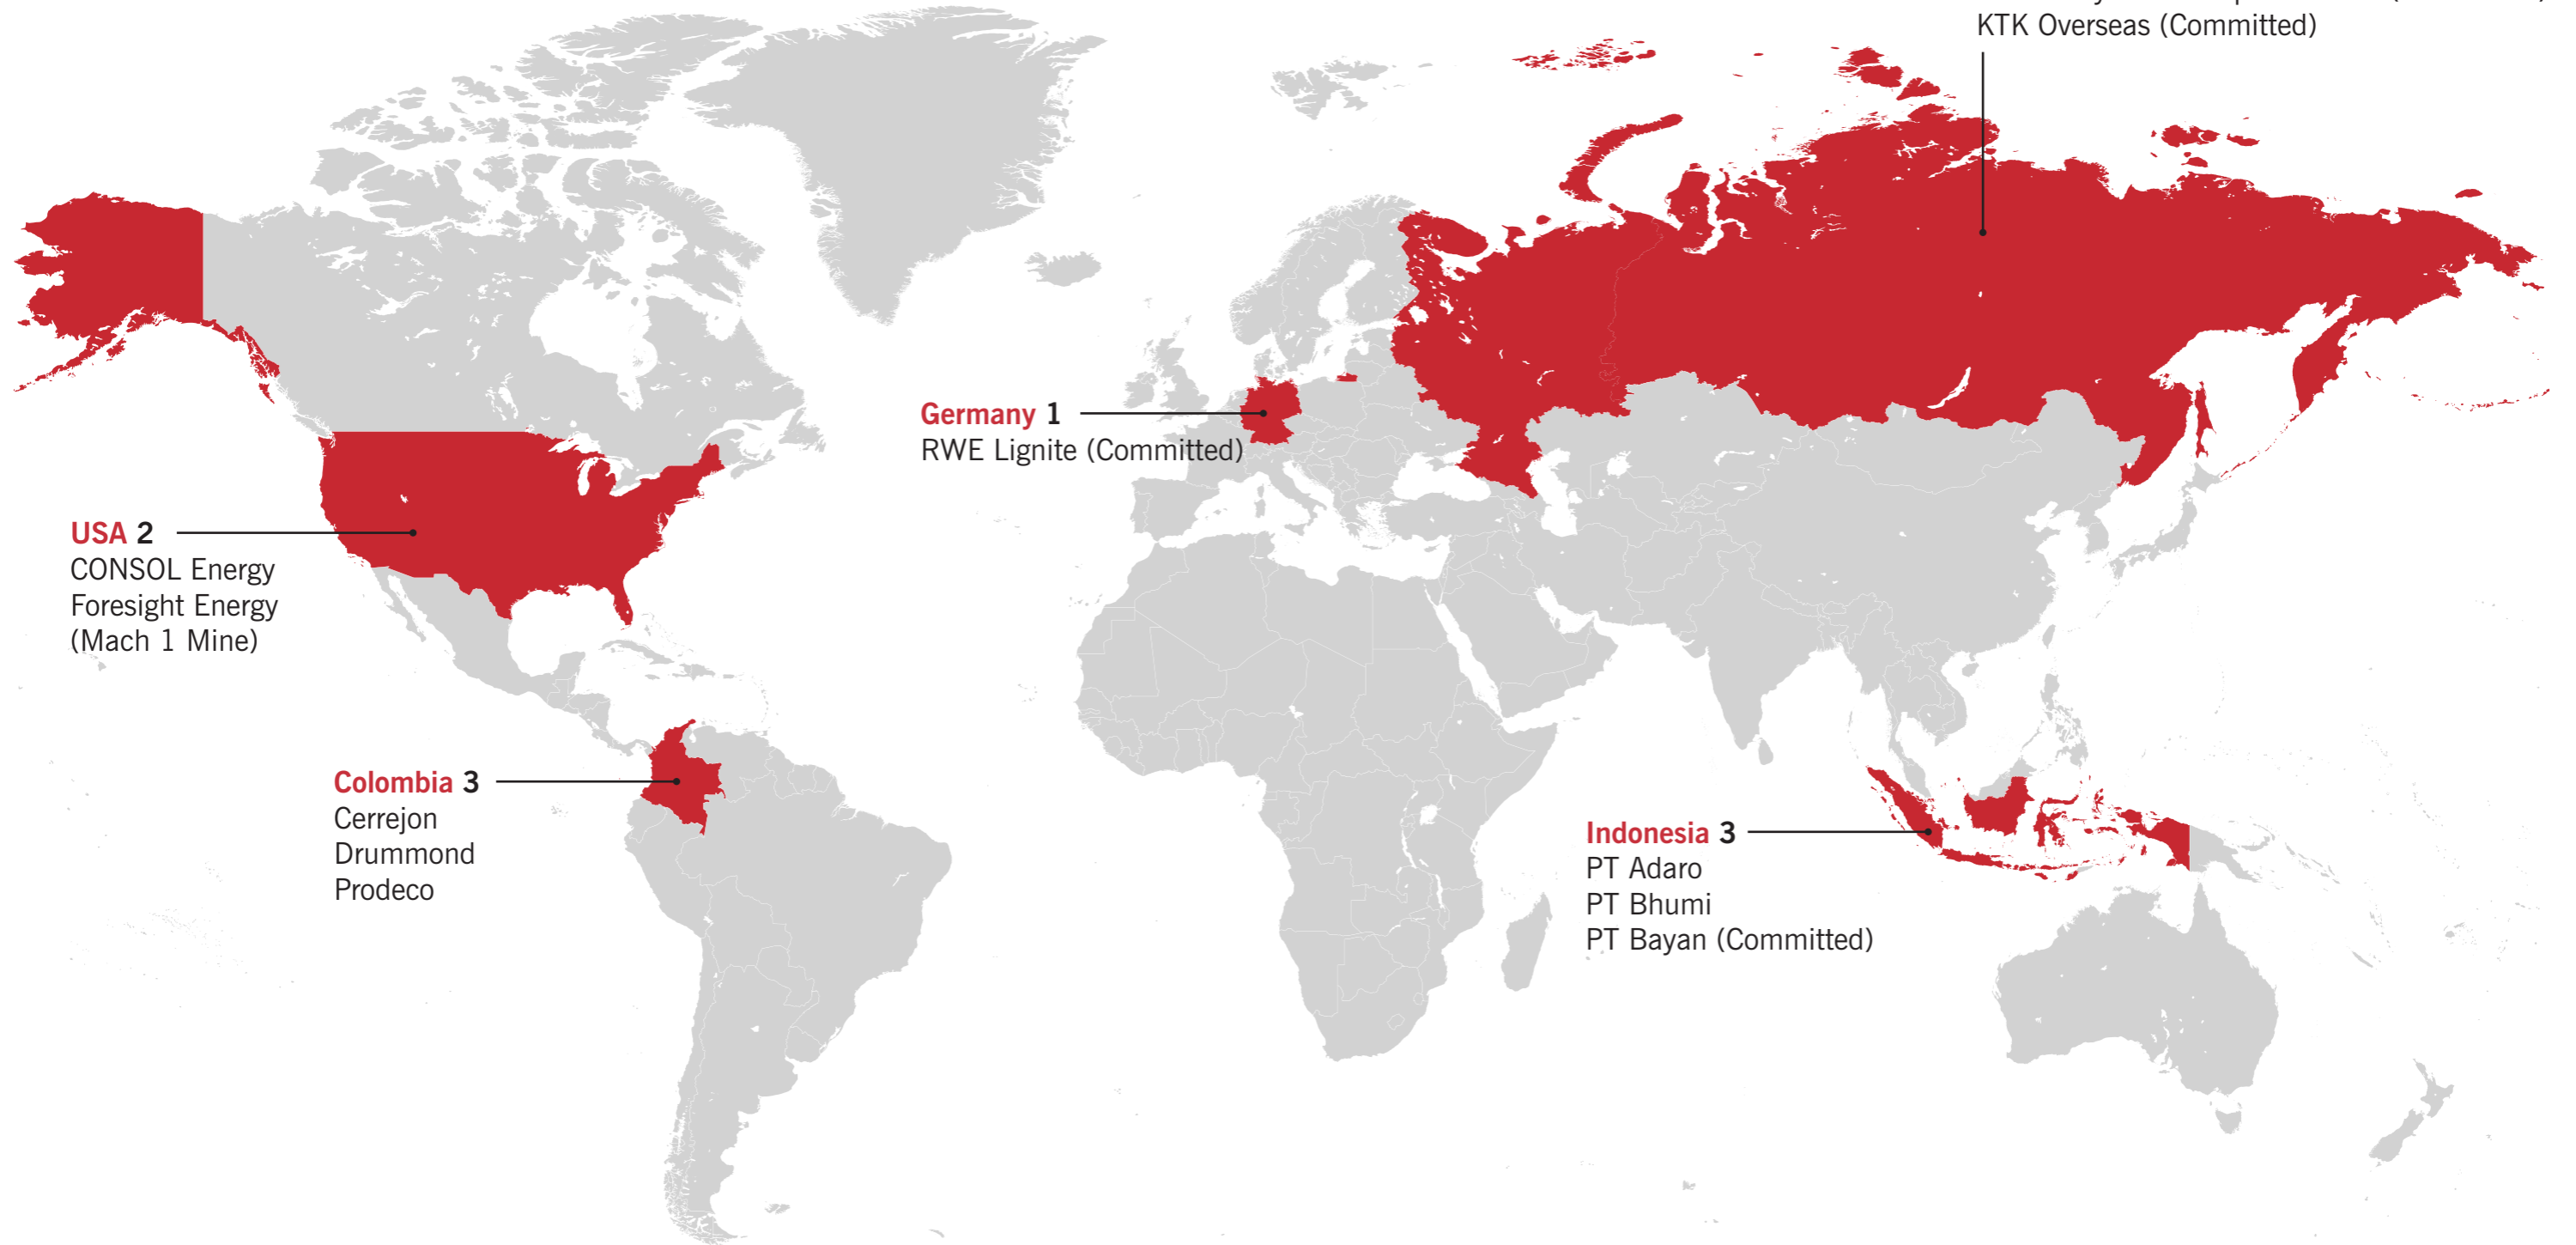 KTK Overseas (Committed)
Germany 1
RWE Lignite (Committed)
USA 2
CONSOL Energy
Foresight Energy
(Mach 1 Mine)
Colombia 3
Cerrejon
Drummond
Prodeco
Indonesia 3
PT Adaro
PT Bhumi
PT Bayan (Committed)